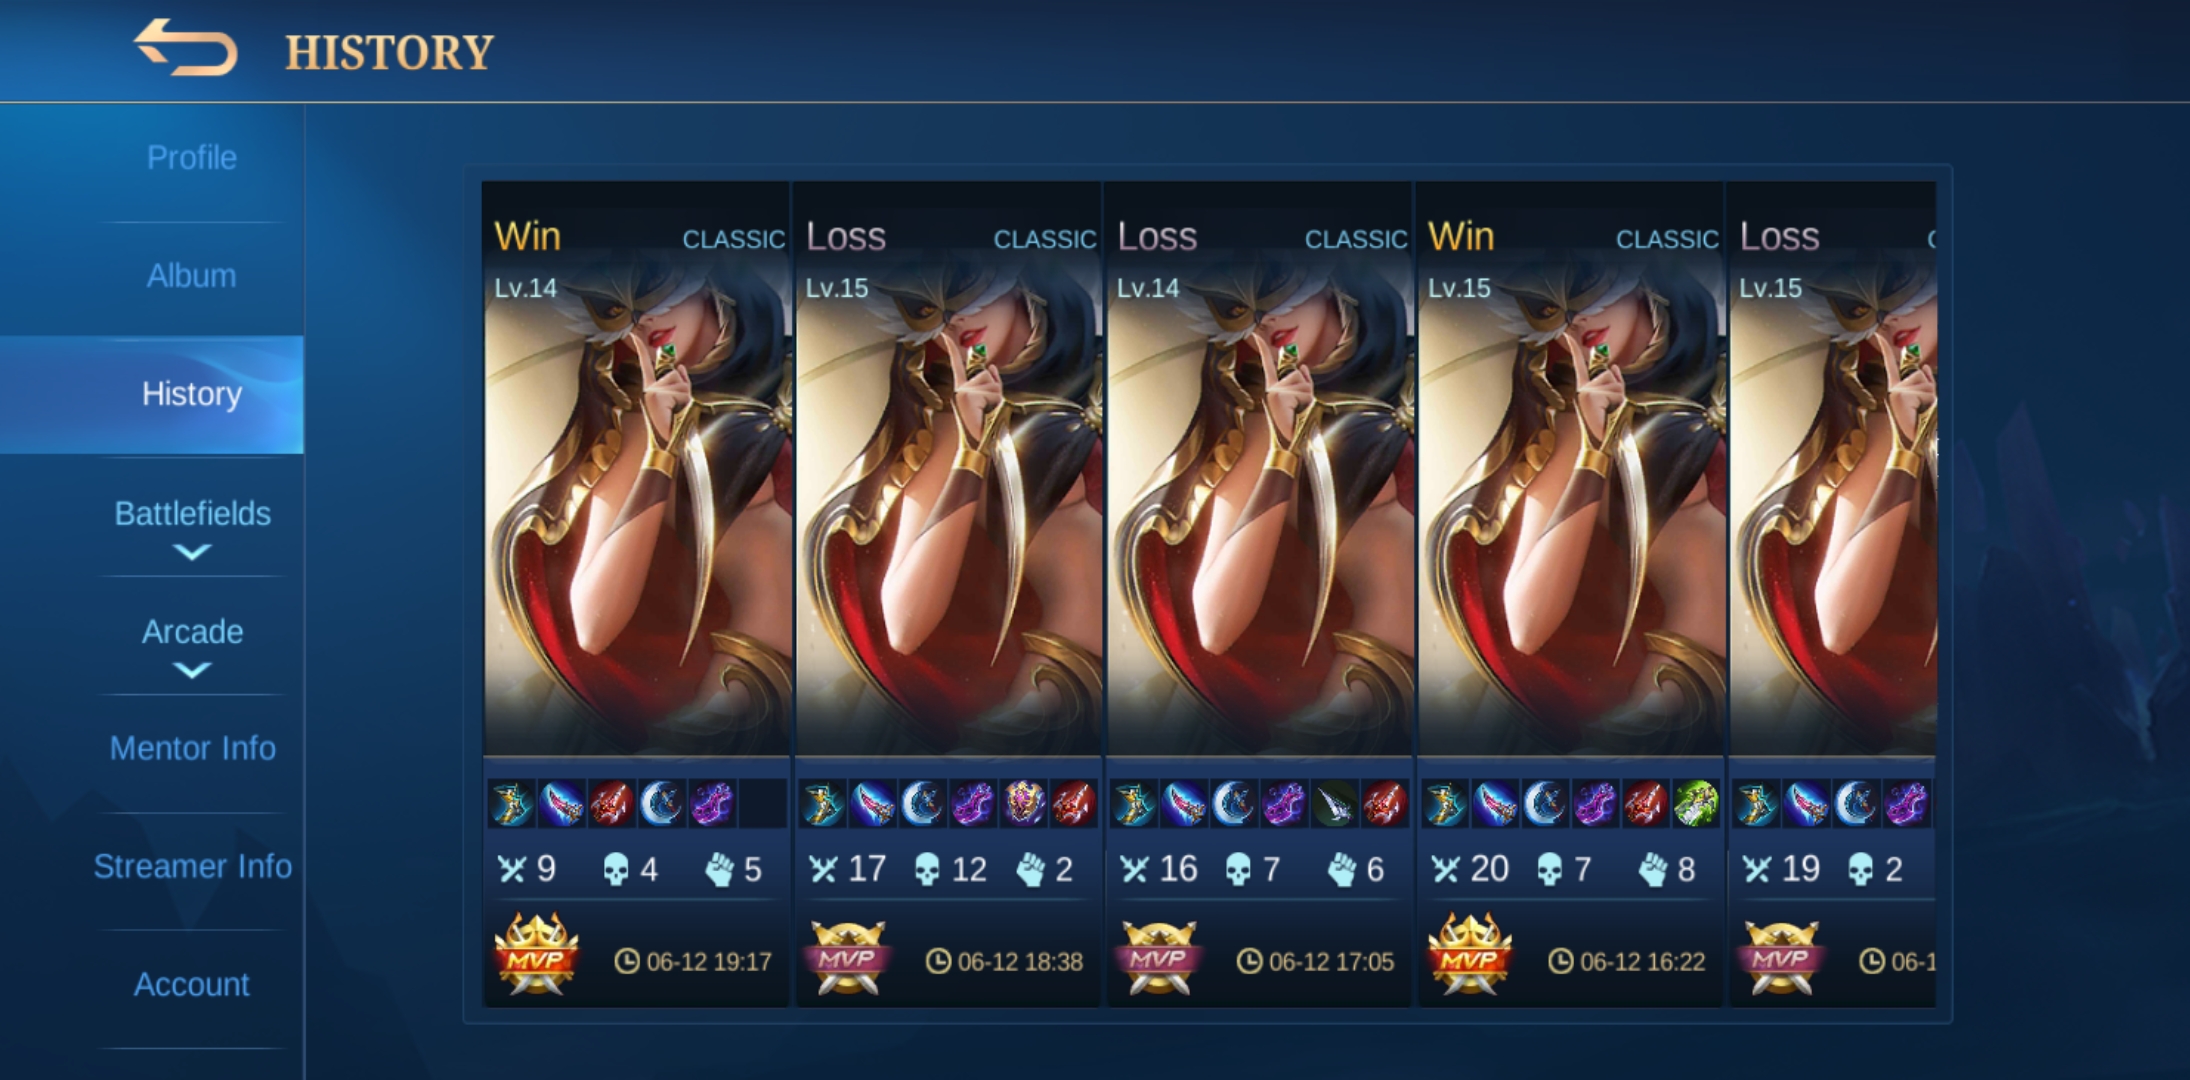 HISTORY
Profile
Album
History
Battlefields
Arcade
Mentor Info
Streamer Info
Account
Win CLASSIC
Lv.14
9 4 5
MVP 06-12 19:17
Loss CLASSIC
Lv.15
17 12 2
MVP 06-12 18:38
Loss CLASSIC
Lv.14
16 7 6
MVP 06-12 17:05
Win CLASSIC
Lv.15
20 7 8
MVP 06-12 16:22
Loss
Lv.15
19 2
MVP 06-1